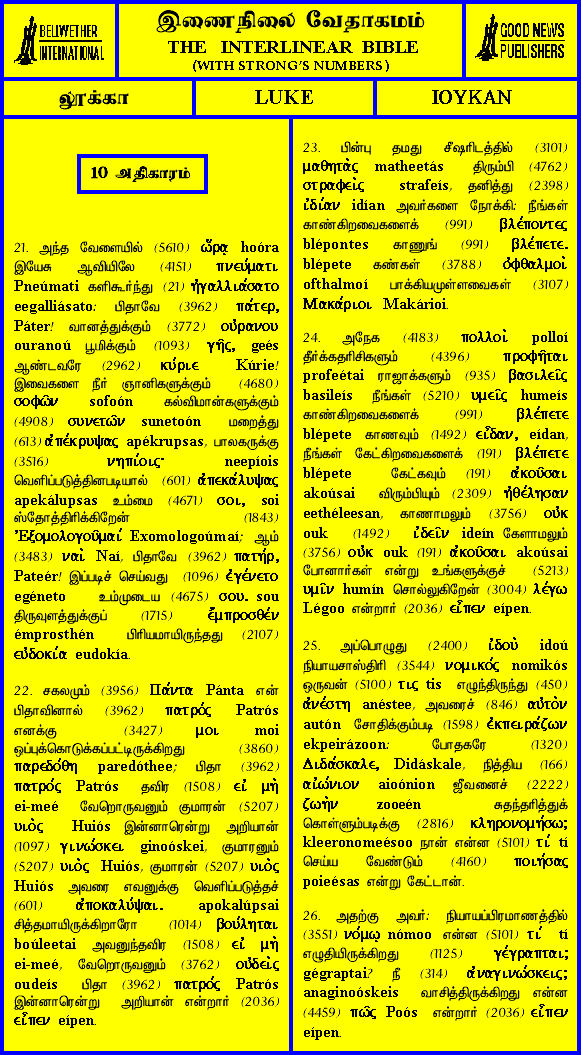 BELLWETHER
INTERNATIONAL
இணைநிலை வேதாகமம்
THE INTERLINEAR BIBLE
(WITH STRONG'S NUMBERS)
GOOD NEWS
PUBLISHERS
லூக்கா
LUKE
ΙΟΥΚΑΝ
10 அதிகாரம்
21. அந்த வேளையில் (5610) ὥρᾳ hoóra
இயேசு ஆவியிலே (4151) πνεύματι
Pneúmati களிகூர்ந்து (21) ἠγαλλιάσατο
eegalliásato: பிதாவே (3962) πάτερ,
Páter! வானத்துக்கும் (3772) οὐρανου
ouranoú பூமிக்கும் (1093) γῆς, geés
ஆண்டவரே (2962) κύριε Kúrie!
இவைகளை நீர் ஞானிகளுக்கும் (4680)
σοφῶν sofoón கல்விமான்களுக்கும்
(4908) συνετῶν sunetoón மறைத்து
(613) ἀπέκρυψας apékrupsas, பாலகருக்கு
(3516) νηπίοις· neepíois
வெளிப்படுத்தினபடியால் (601) ἀπεκάλυψας
apekálupsas உம்மை (4671) σοι, soi
ஸ்தோத்திரிக்கிறேன் (1843)
Ἐξομολογοῦμαί Exomologoúmaí; ஆம்
(3483) ναὶ Naí, பிதாவே (3962) πατήρ,
Pateér! இப்படிச் செய்வது (1096) ἐγένετο
egéneto உம்முடைய (4675) σου. sou
திருவுளத்துக்குப் (1715) ἔμπροσθέν
émprosthén பிரியமாயிருந்தது (2107)
εὐδοκία eudokía.
22. சகலமும் (3956) Πάντα Pánta என்
பிதாவினால் (3962) πατρός Patrós
எனக்கு (3427) μοι moi
ஒப்புக்கொடுக்கப்பட்டிருக்கிறது (3860)
παρεδόθη paredóthee; பிதா (3962)
πατρος Patrós தவிர (1508) εἰ μὴ
ei-meé வேறொருவனும் குமாரன் (5207)
υἱος Huiós இன்னாரென்று அறியான்
(1097) γινώσκει ginoóskei, குமாரனும்
(5207) υἱος Huiós, குமாரன் (5207) υἱος
Huiós அவரை எவனுக்கு வெளிப்படுத்தச்
(601) ἀποκαλύψαι. apokalúpsai
சித்தமாயிருக்கிறாரோ (1014) βούληται
boúleetai அவனுந்தவிர (1508) εἰ μὴ
ei-meé, வேறொருவனும் (3762) οὐδεὶς
oudeís பிதா (3962) πατρος Patrós
இன்னாரென்று அறியான் என்றார் (2036)
εἶπεν eípen.
23. பின்பு தமது சீஷரிடத்தில் (3101)
μαθητὰς matheetás திரும்பி (4762)
στραφεὶς strafeís, தனித்து (2398)
ἰδίαν idían அவர்களை நோக்கி: நீங்கள்
காண்கிறவைகளைக் (991) βλέποντες
blépontes காணுங் (991) βλέπετε.
blépete கண்கள் (3788) ὀφθαλμοὶ
ofthalmoí பாக்கியமுள்ளவைகள் (3107)
Μακάριοι Makárioi.
24. அநேக (4183) πολλοὶ polloí
தீர்க்கதரிசிகளும் (4396) προφῆται
profeétai ராஜாக்களும் (935) βασιλεῖς
basileís நீங்கள் (5210) υμεῖς humeís
காண்கிறவைகளைக் (991) βλέπετε
blépete காணவும் (1492) εἶδαν, eídan,
நீங்கள் கேட்கிறவைகளைக் (191) βλέπετε
blépete கேட்கவும் (191) ἀκοῦσαι
akoúsai விரும்பியும் (2309) ἠθέλησαν
eethéleesan, காணாமலும் (3756) οὐκ
ouk (1492) ἰδεῖν ideín கேளாமலும்
(3756) οὐκ ouk (191) ἀκοῦσαι akoúsai
போனார்கள் என்று உங்களுக்குச் (5213)
υμῖν humín சொல்லுகிறேன் (3004) λέγω
Légoo என்றார் (2036) εἶπεν eípen.
25. அப்பொழுது (2400) ἰδοὺ idoú
நியாயசாஸ்திரி (3544) νομικός nomikós
ஒருவன் (5100) τις tis எழுந்திருந்து (450)
ἀνέστη anéstee, அவரைச் (846) αὐτὸν
autón சோதிக்கும்படி (1598) ἐκπειράζων
ekpeirázoon: போதகரே (1320)
Διδάσκαλε, Didáskale, நித்திய (166)
αἰώνιον aioónion ஜீவனைச் (2222)
ζωὴν zooeén சுதந்தரித்துக்
கொள்ளும்படிக்கு (2816) κληρονομήσω;
kleeronomeésoo நான் என்ன (5101) τί tí
செய்ய வேண்டும் (4160) ποιήσας
poieésas என்று கேட்டான்.
26. அதற்கு அவர்: நியாயப்பிரமாணத்தில்
(3551) νόμῳ nómoo என்ன (5101) τί tí
எழுதியிருக்கிறது (1125) γέγραπται;
gégraptai? நீ (314) ἀναγινώσκεις;
anaginoóskeis வாசித்திருக்கிறது என்ன
(4459) πῶς Poós என்றார் (2036) εἶπεν
eípen.